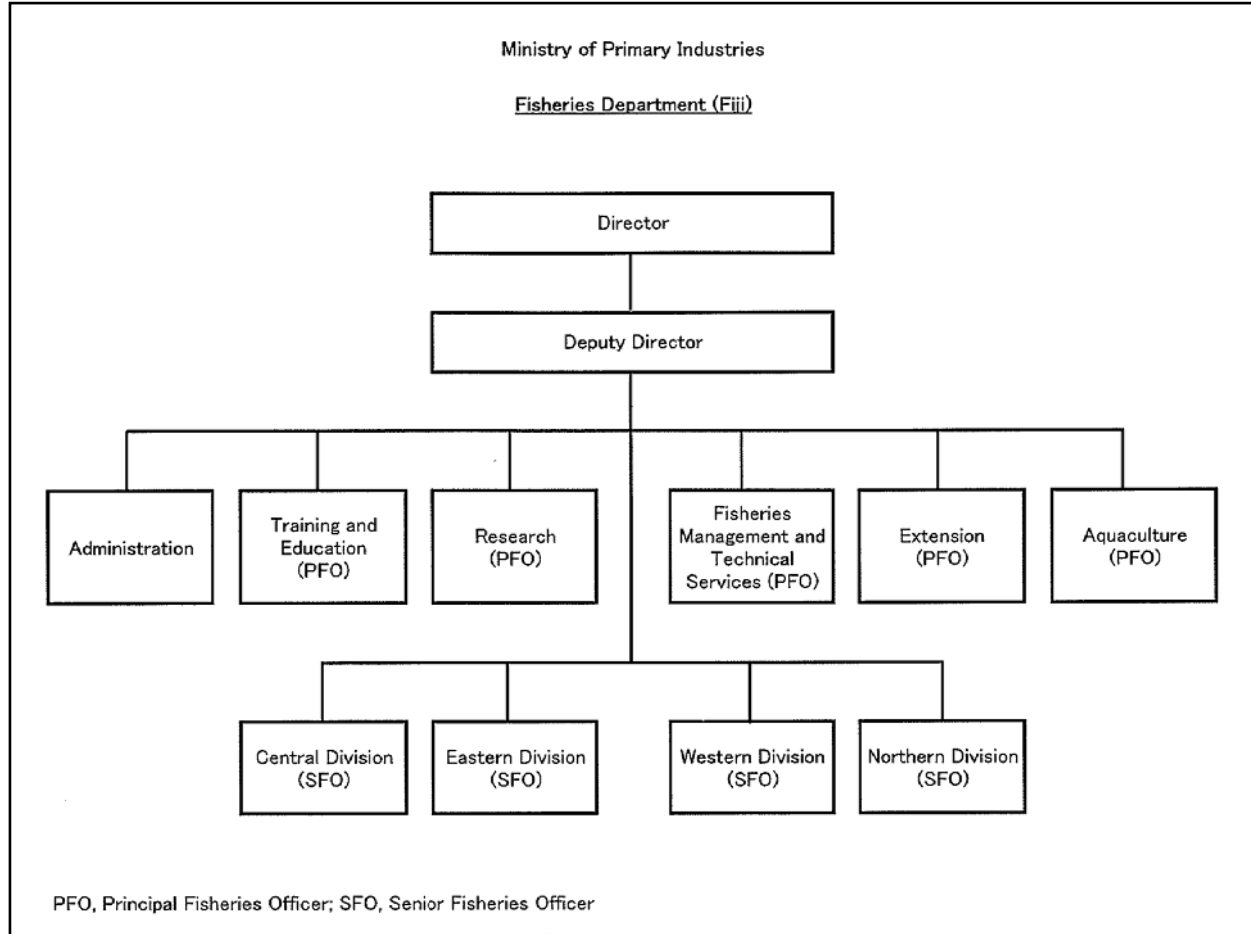 Ministry of Primary Industries
Fisheries Department (Fiji)
Director
Deputy Director
Administration
Training and
Education
(PFO)
Research
(PFO)
Fisheries
Management and
Technical
Services (PFO)
Extension
(PFO)
Aquaculture
(PFO)
Central Division
(SFO)
Eastern Division
(SFO)
Western Division
(SFO)
Northern Division
(SFO)
PFO, Principal Fisheries Officer; SFO, Senior Fisheries Officer